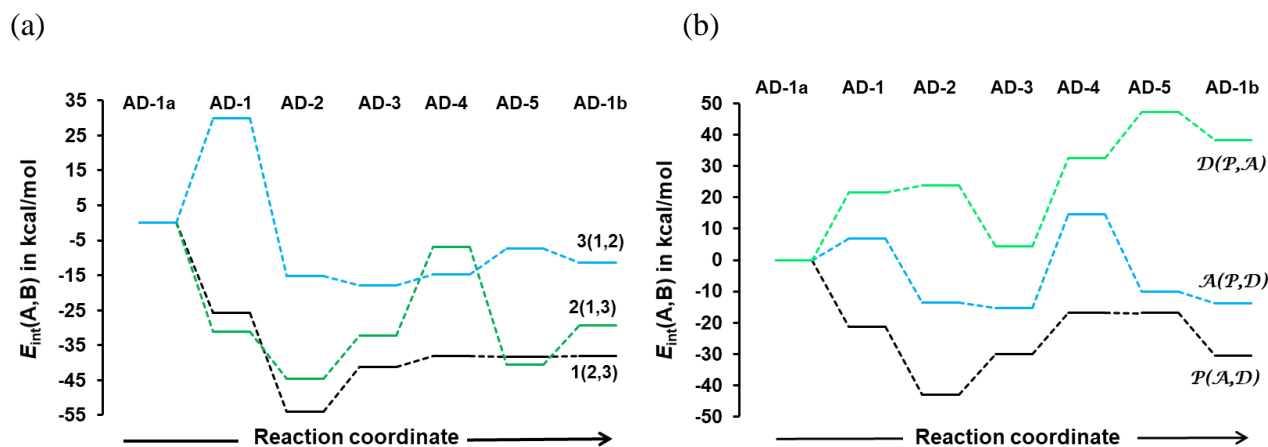 (a)
(b)
AD-1a AD-1 AD-2 AD-3 AD-4 AD-5 AD-1b
35
25
15
5
-5
-15
-25
-35
-45
-55
E_int(A,B) in kcal/mol
3(1,2)
2(1,3)
1(2,3)
Reaction coordinate
AD-1a AD-1 AD-2 AD-3 AD-4 AD-5 AD-1b
50
40
30
20
10
0
-10
-20
-30
-40
-50
E_int(A,B) in kcal/mol
𝒟(𝒫,𝒜)
𝒜(𝒫,𝒟)
𝒫(𝒜,𝒟)
Reaction coordinate